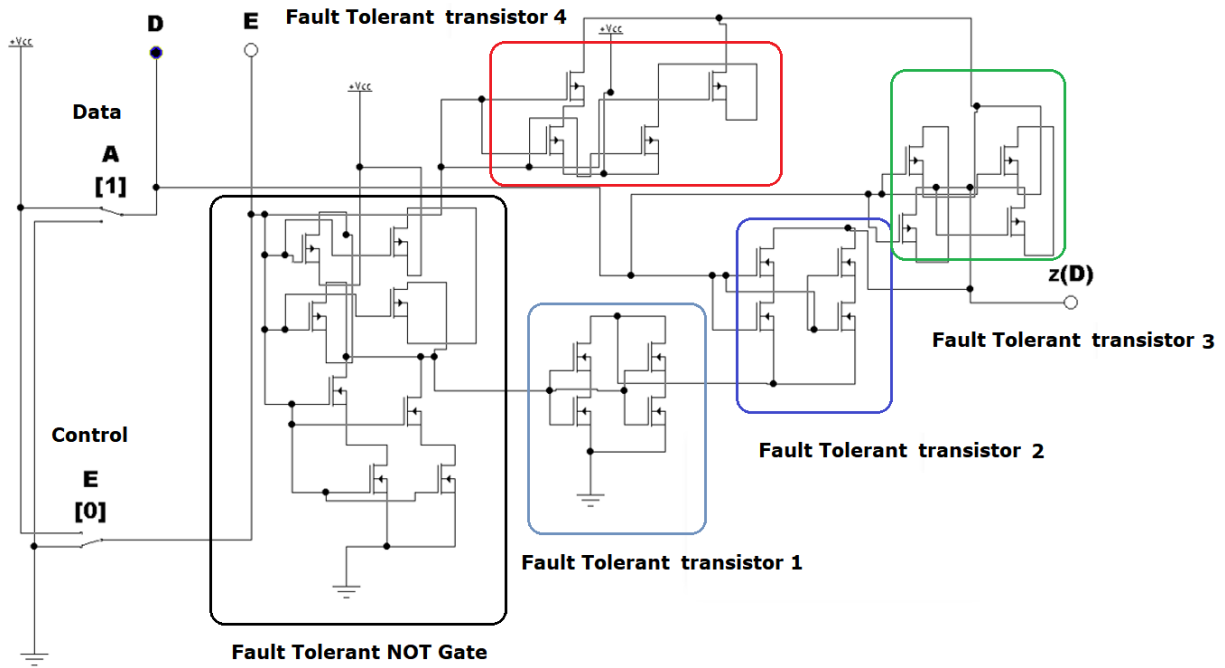 Fault Tolerant transistor 4
D
E
+Vcc
+Vcc
+Vcc
Data
A
[1]
z(D)
Fault Tolerant transistor 3
Control
E
[0]
Fault Tolerant transistor 2
Fault Tolerant transistor 1
Fault Tolerant NOT Gate